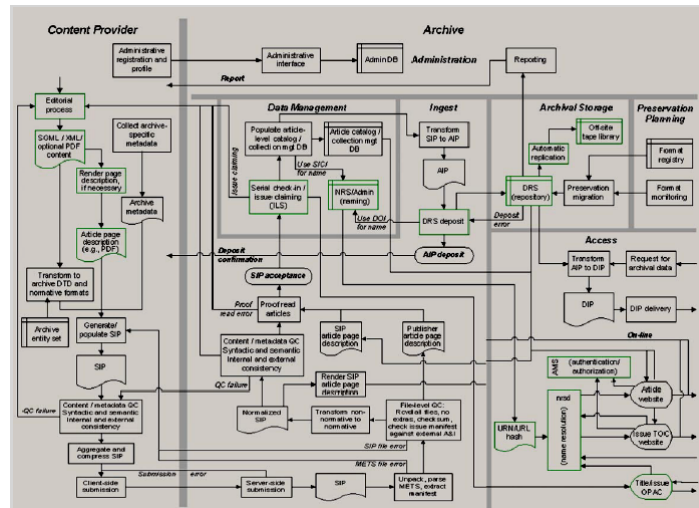 Content Provider
Archive
Administrative
registration and
profile
Administrative
interface
Admin DB
Administration
Reporting
Report
Editorial
process
SGML / XML/
optional PDF
content
Collect archive-
specific metadata
Render page
description, if
necessary
Archive
metadata
Article page
description
(e.g., PDF)
Transform to
archive DTD and
normative formats
Archive
entity set
Generate/
populate SIP
SIP
Content / metadata QC
Syntactic and semantic
Internal and external
consistency
QC failure
Aggregate and
compress SIP
Client-side
submission
Submission error
Data Management
Populate article-
level catalog /
collection mgt DB
Article catalog /
collection mgt
DB
Use SICI
for name
Issue claiming
Serial check-in /
issue claiming
(ILS)
NRS/Admin
(naming)
Use DOI
for name
Ingest
Transform
SIP to AIP
AIP
DRS deposit
AIP deposit
Deposit
confirmation
SIP acceptance
Proof
read error
Proof read
articles
Content / metadata QC
Syntactic and semantic
Internal and external
consistency
QC failure
SIP
article page
description
Publisher
article page
description
Render SIP article page
description
Normalized
SIP
Transform non-
normative to
normative
File-level QC:
Rcvd all files, no
extras, check sum,
check issue manifest
against external A&I
SIP file error
METS file error
Server-side
submission
SIP
Unpack, parse
METS, extract
manifest
Archival Storage
Offsite
tape library
Automatic
replication
DRS
(repository)
Preservation
migration
Deposit
error
Preservation
Planning
Format
registry
Format
monitoring
Access
Transform
AIP to DIP
Request for
archival data
DIP
DIP delivery
On-line
AMS (authentication/
authorization)
Article
website
nrsd
(name resolution)
URN/URL
hash
Issue TOC
website
Title/issue
OPAC